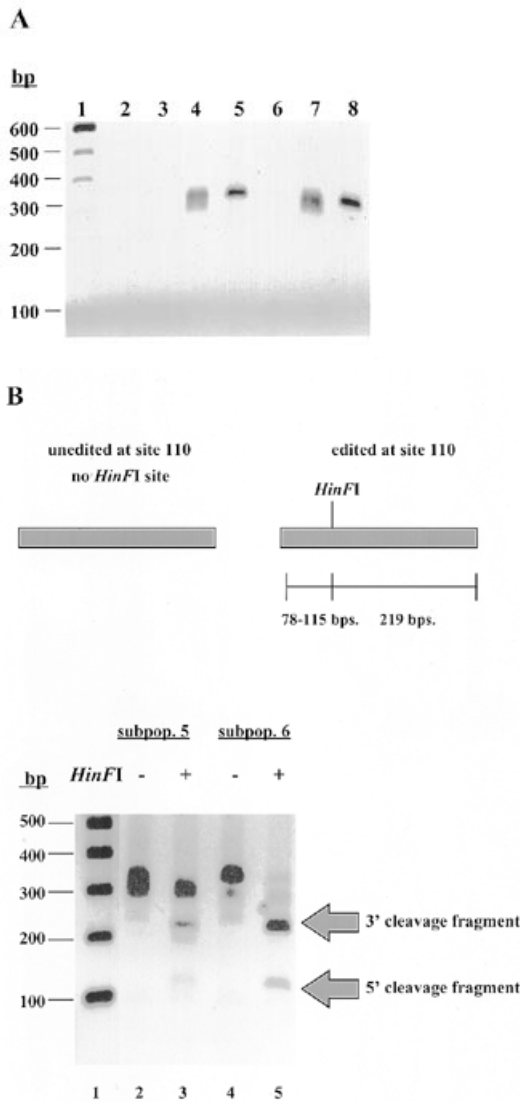 A
bp
1 2 3 4 5 6 7 8
600
500
400
300
200
100
B
unedited at site 110
no HinFI site
edited at site 110
HinFI
78-115 bps. 219 bps.
subpop. 5 subpop. 6
bp HinFI - + - +
500
400
300
200
100
3' cleavage fragment
5' cleavage fragment
1 2 3 4 5